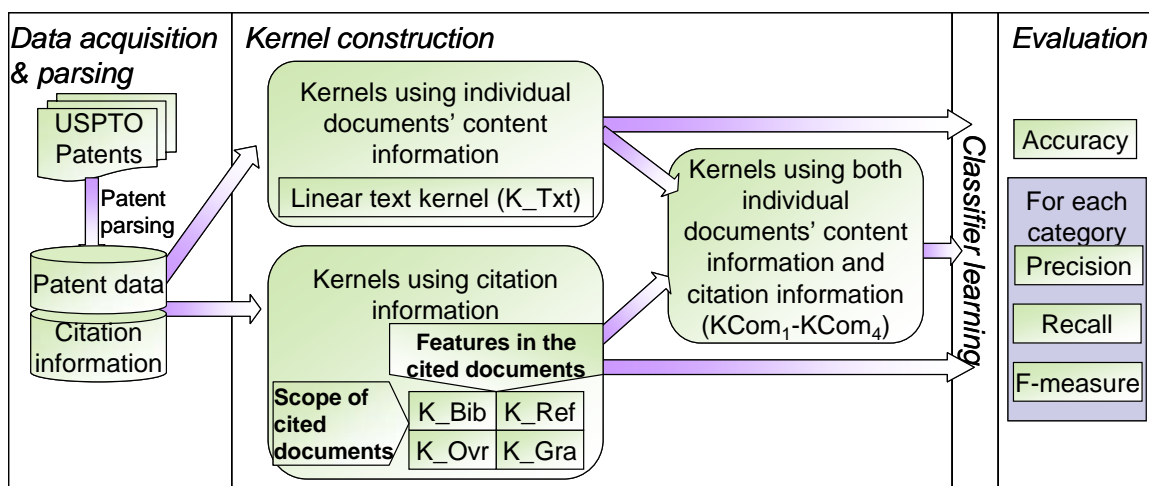 Data acquisition
& parsing
USPTO
Patents
Patent
parsing
Patent data
Citation
information
Kernel construction
Kernels using individual
documents’ content
information
Linear text kernel (K_Txt)
Kernels using citation
information
Features in the
cited documents
Scope of
cited
documents
K_Bib K_Ref
K_Ovr K_Gra
Kernels using both
individual
documents’ content
information and
citation information
(KCom1-KCom4)
Classifier learning
Evaluation
Accuracy
For each
category
Precision
Recall
F-measure